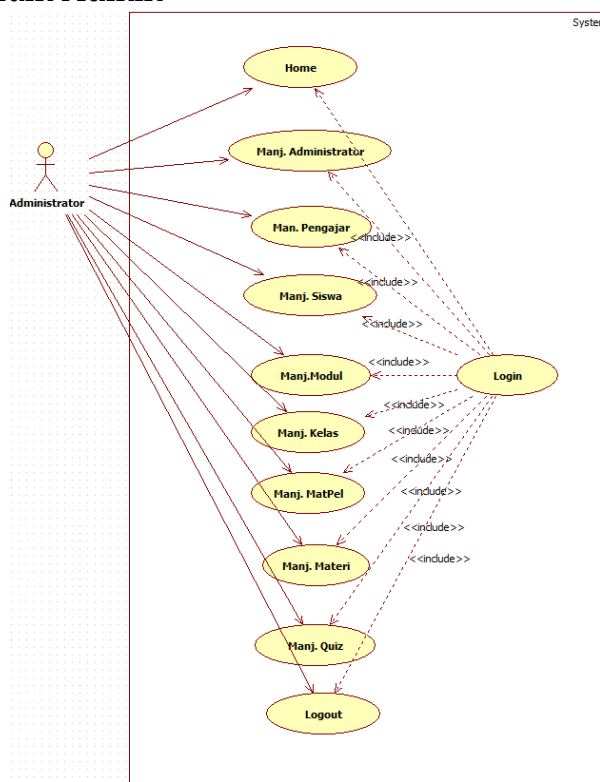 System
Home
Manj. Administrator
Administrator
Man. Pengajar
<<include>>
<<include>>
Manj. Siswa
<<include>>
<<include>>
Manj.Modul
Login
<<include>>
Manj. Kelas
<<include>>
<<include>>
Manj. MatPel
<<include>>
<<include>>
<<include>>
Manj. Materi
Manj. Quiz
Logout